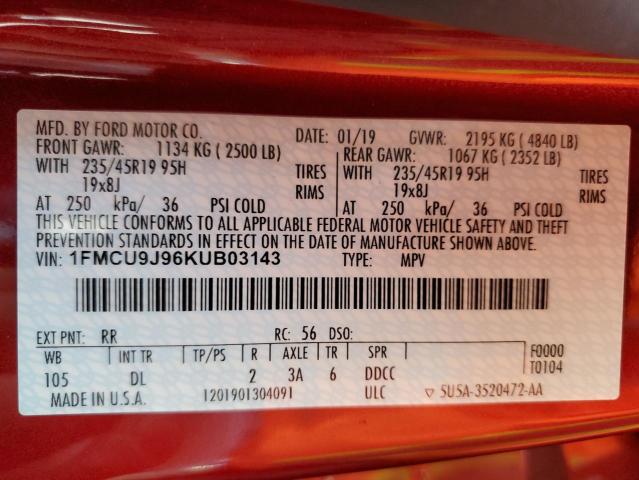 MFD. BY FORD MOTOR CO.
DATE: 01/19 GVWR: 2195 KG ( 4840 LB)
FRONT GAWR: 1134 KG ( 2500 LB)
REAR GAWR: 1067 KG ( 2352 LB)
WITH 235/45R19 95H TIRES
WITH 235/45R19 95H TIRES
19x8J RIMS
19x8J RIMS
AT 250 kPa/ 36 PSI COLD
AT 250 kPa/ 36 PSI COLD
THIS VEHICLE CONFORMS TO ALL APPLICABLE FEDERAL MOTOR VEHICLE SAFETY AND THEFT
PREVENTION STANDARDS IN EFFECT ON THE DATE OF MANUFACTURE SHOWN ABOVE.
VIN: 1FMCU9J96KUB03143 TYPE: MPV
EXT PNT: RR RC: 56 DSO:
WB INT TR TP/PS R AXLE TR SPR F0000
105 DL 2 3A 6 DDCC T0104
MADE IN U.S.A. 1201901304091 ULC ▽ 5U5A-3520472-AA